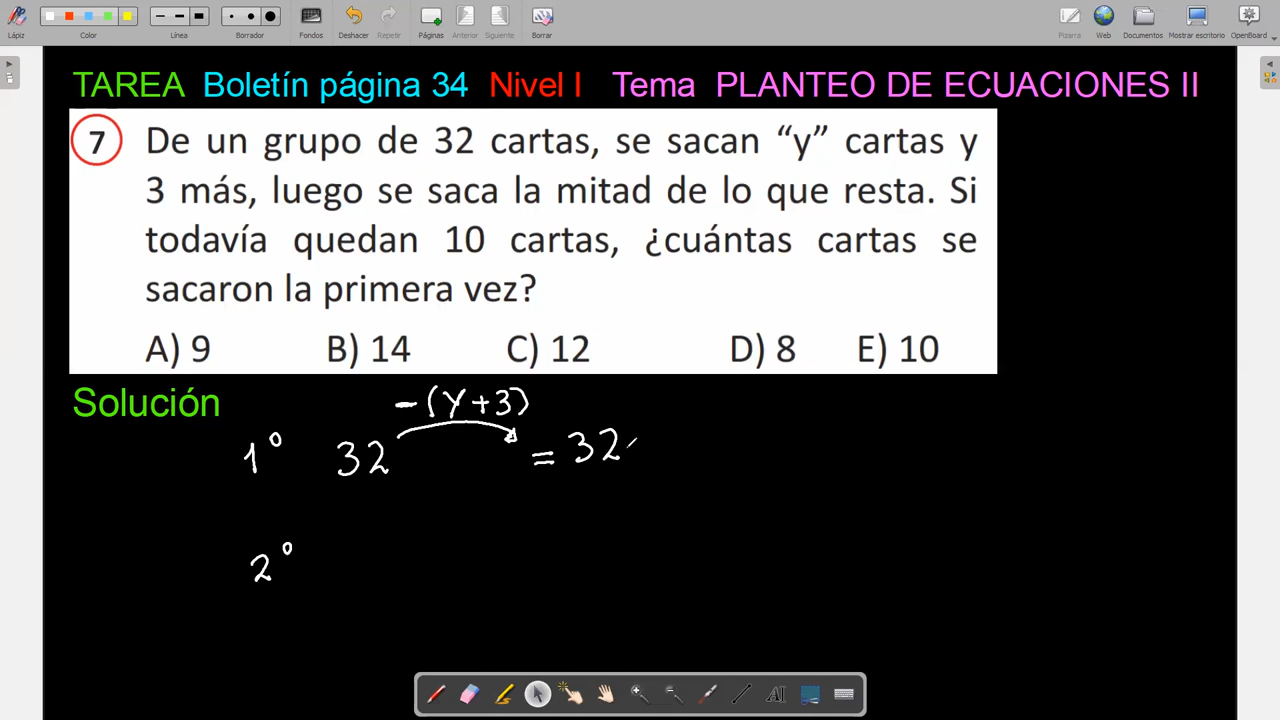 Lápiz Color Línea Borrador Fondos Deshacer Repetir Páginas Anterior Siguiente Borrar Pizarra Web Documentos Mostrar escritorio OpenBoard
TAREA Boletín página 34 Nivel I Tema PLANTEO DE ECUACIONES II
7 De un grupo de 32 cartas, se sacan “y” cartas y
3 más, luego se saca la mitad de lo que resta. Si
todavía quedan 10 cartas, ¿cuántas cartas se
sacaron la primera vez?
A) 9 B) 14 C) 12 D) 8 E) 10
Solución -(y+3)
1° 32 = 32
2°
AI